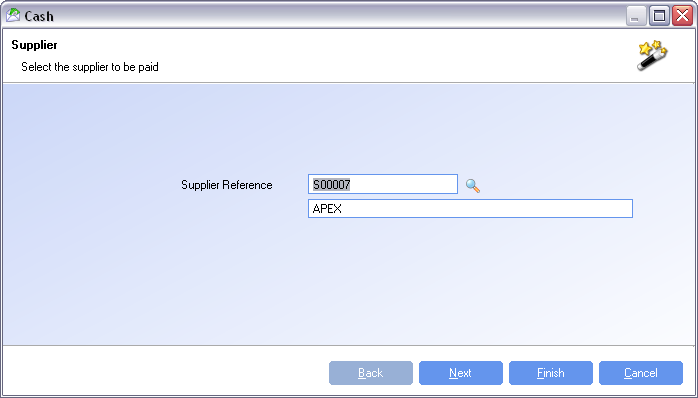 Cash
Supplier
Select the supplier to be paid
Supplier Reference S00007
APEX
Back Next Finish Cancel